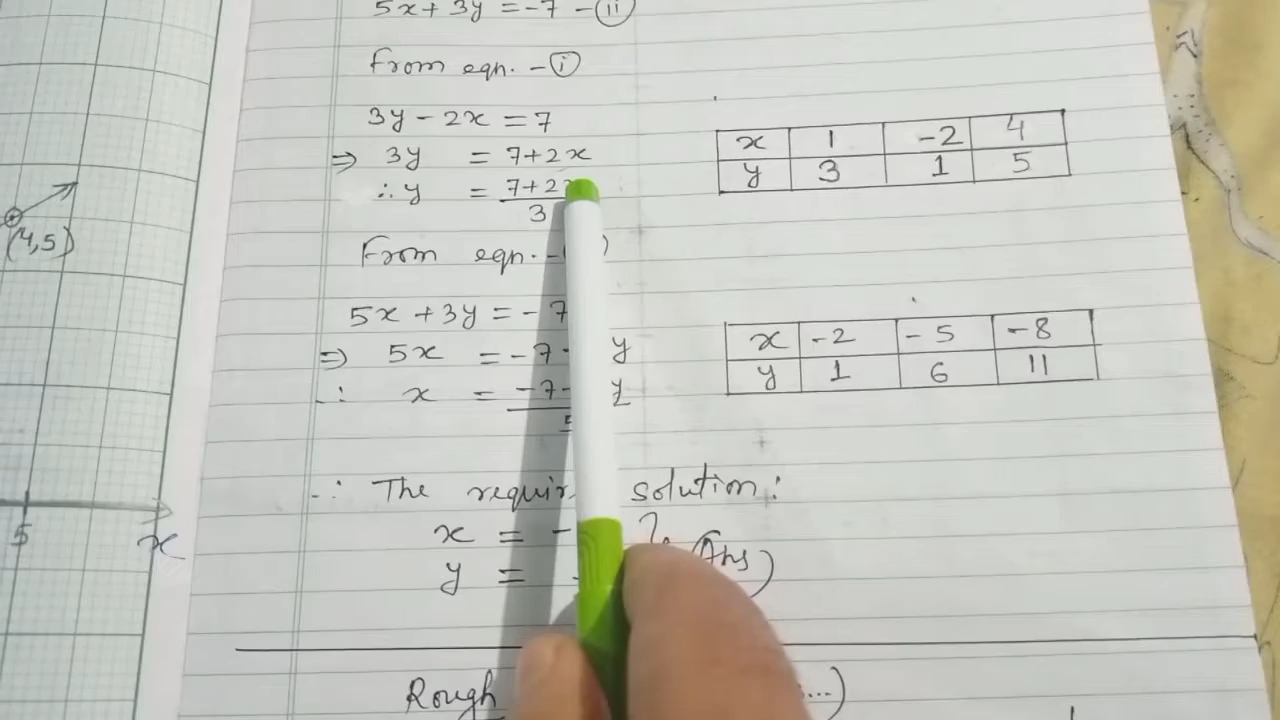 5x + 3y = -7 - (ii)
From eqn. - (i)
3y - 2x = 7
⇒ 3y = 7+2x
∴ y = 7+2
3
x 1 -2 4
y 3 1 5
(4,5)
From eqn. -
5x + 3y = - 7
⇒ 5x = -7 - y
∴ x = -7-
5
x -2 -5 -8
y 1 6 11
∴ The solution:
x = -
y =
(Ans)
5
x
Rough
...)